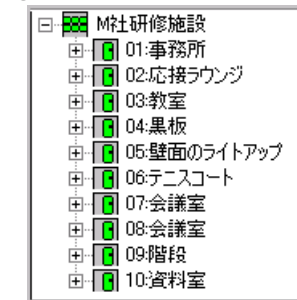 M社研修施設
01:事務所
02:応接ラウンジ
03:教室
04:黒板
05:壁面のライトアップ
06:テニスコート
07:会議室
08:会議室
09:階段
10:資料室